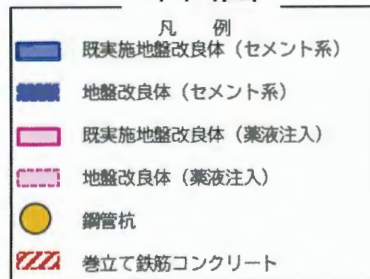 凡 例
既実施地盤改良体（セメント系）
地盤改良体（セメント系）
既実施地盤改良体（薬液注入）
地盤改良体（薬液注入）
鋼管杭
巻立て鉄筋コンクリート